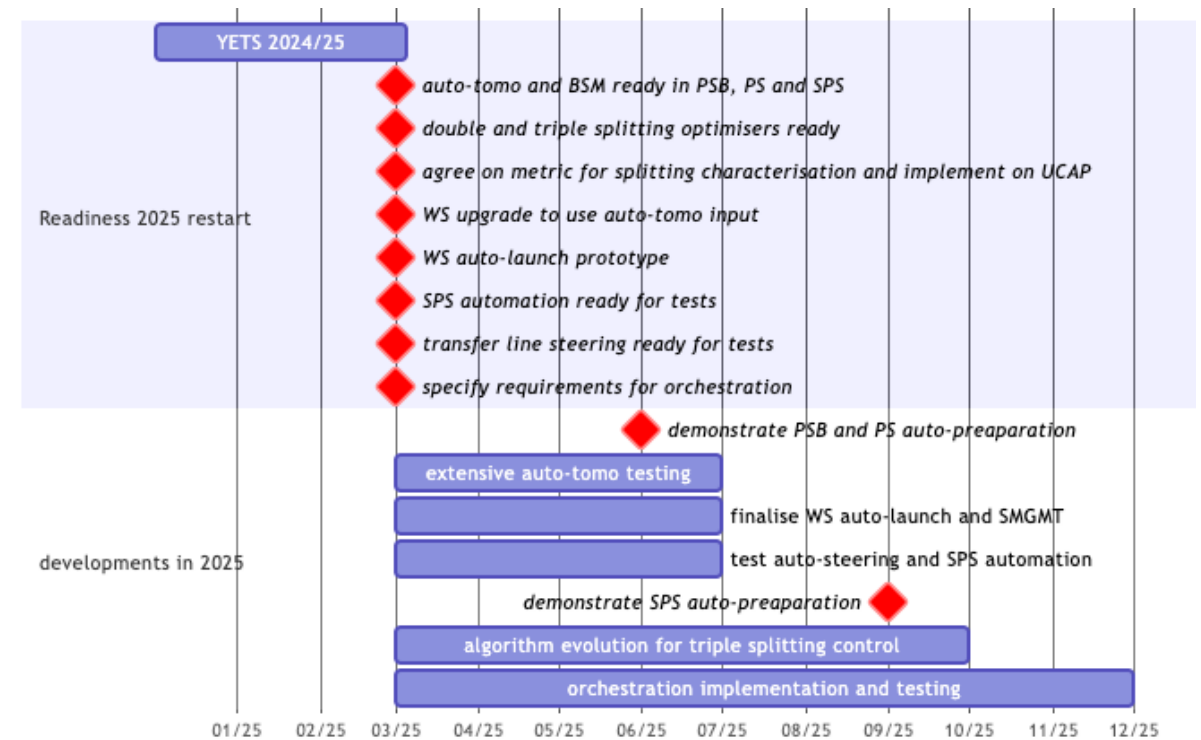 YETS 2024/25
auto-tomo and BSM ready in PSB, PS and SPS
double and triple splitting optimisers ready
agree on metric for splitting characterisation and implement on UCAP
Readiness 2025 restart
WS upgrade to use auto-tomo input
WS auto-launch prototype
SPS automation ready for tests
transfer line steering ready for tests
specify requirements for orchestration
demonstrate PSB and PS auto-preaparation
extensive auto-tomo testing
finalise WS auto-launch and SMGMT
developments in 2025
test auto-steering and SPS automation
demonstrate SPS auto-preaparation
algorithm evolution for triple splitting control
orchestration implementation and testing
01/25 02/25 03/25 04/25 05/25 06/25 07/25 08/25 09/25 10/25 11/25 12/25